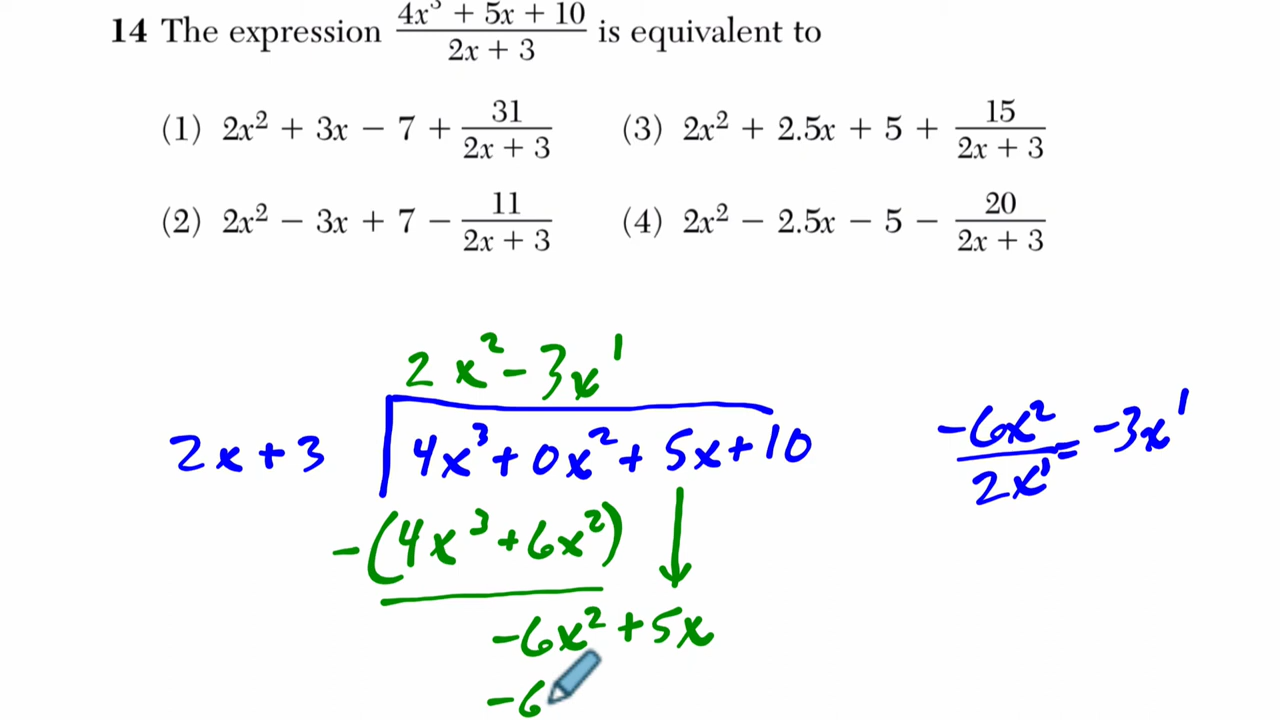 14 The expression (4x³ + 5x + 10)/(2x + 3) is equivalent to
(1) 2x² + 3x − 7 + 31/(2x + 3)
(3) 2x² + 2.5x + 5 + 15/(2x + 3)
(2) 2x² − 3x + 7 − 11/(2x + 3)
(4) 2x² − 2.5x − 5 − 20/(2x + 3)
2x² - 3x¹
2x + 3
4x³ + 0x² + 5x + 10
-6x²/2x¹ = -3x¹
-(4x³ + 6x²)
-6x² + 5x
-6